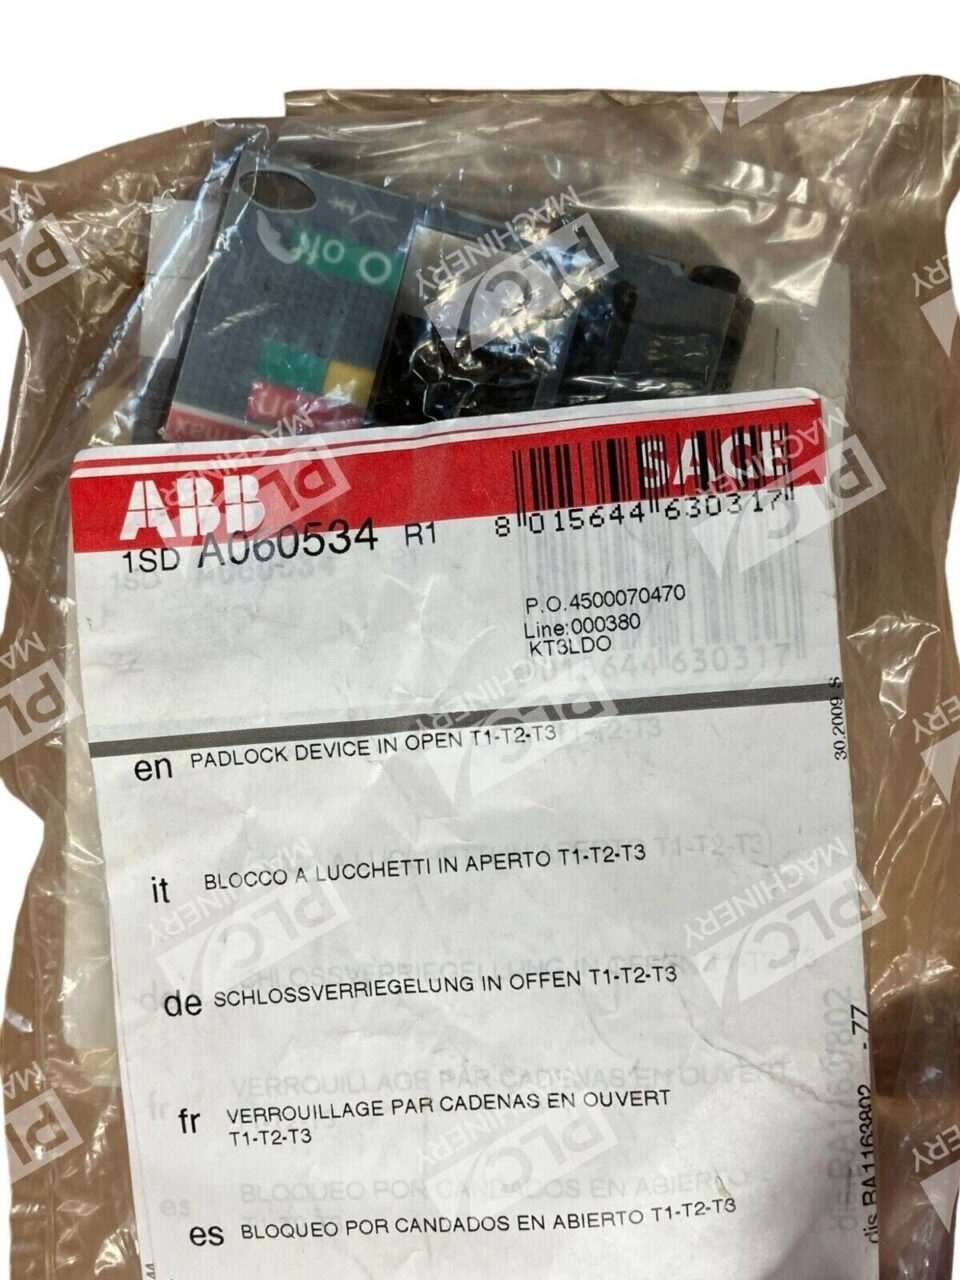 O off
ABB
SACE
1SD A060534 R1
8 015644 630317
P.O.4500070470
Line:000380
KT3LDO
30.2009 S
en PADLOCK DEVICE IN OPEN T1-T2-T3
it BLOCCO A LUCCHETTI IN APERTO T1-T2-T3
de SCHLOSSVERRIEGELUNG IN OFFEN T1-T2-T3
fr VERROUILLAGE PAR CADENAS EN OUVERT
T1-T2-T3
es BLOQUEO POR CANDADOS EN ABIERTO T1-T2-T3
dis.RA1163802 - 77
PLC MACHINERY